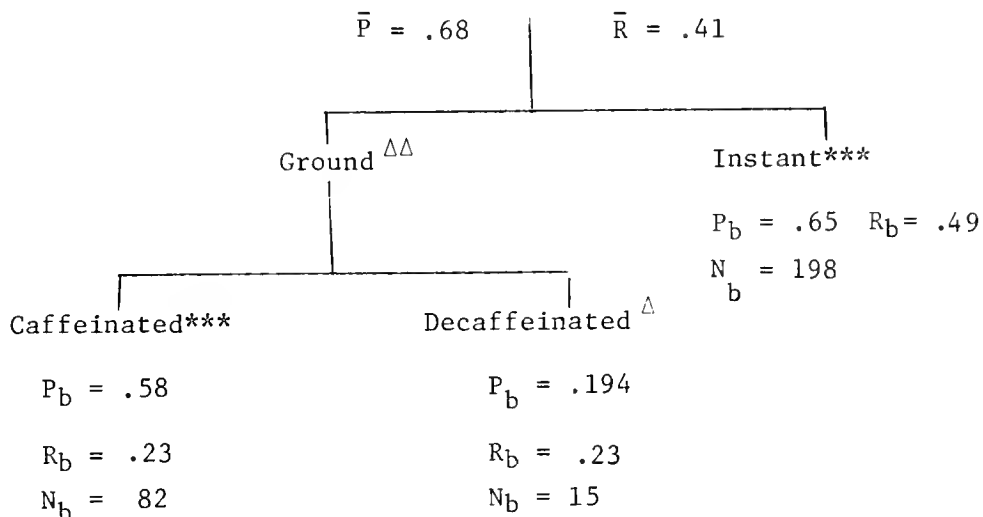 P̄ = .68 R̄ = .41
Ground ΔΔ
Instant***
P_b = .65 R_b = .49
N_b = 198
Caffeinated***
Decaffeinated Δ
P_b = .58
P_b = .194
R_b = .23
R_b = .23
N_b = 82
N_b = 15